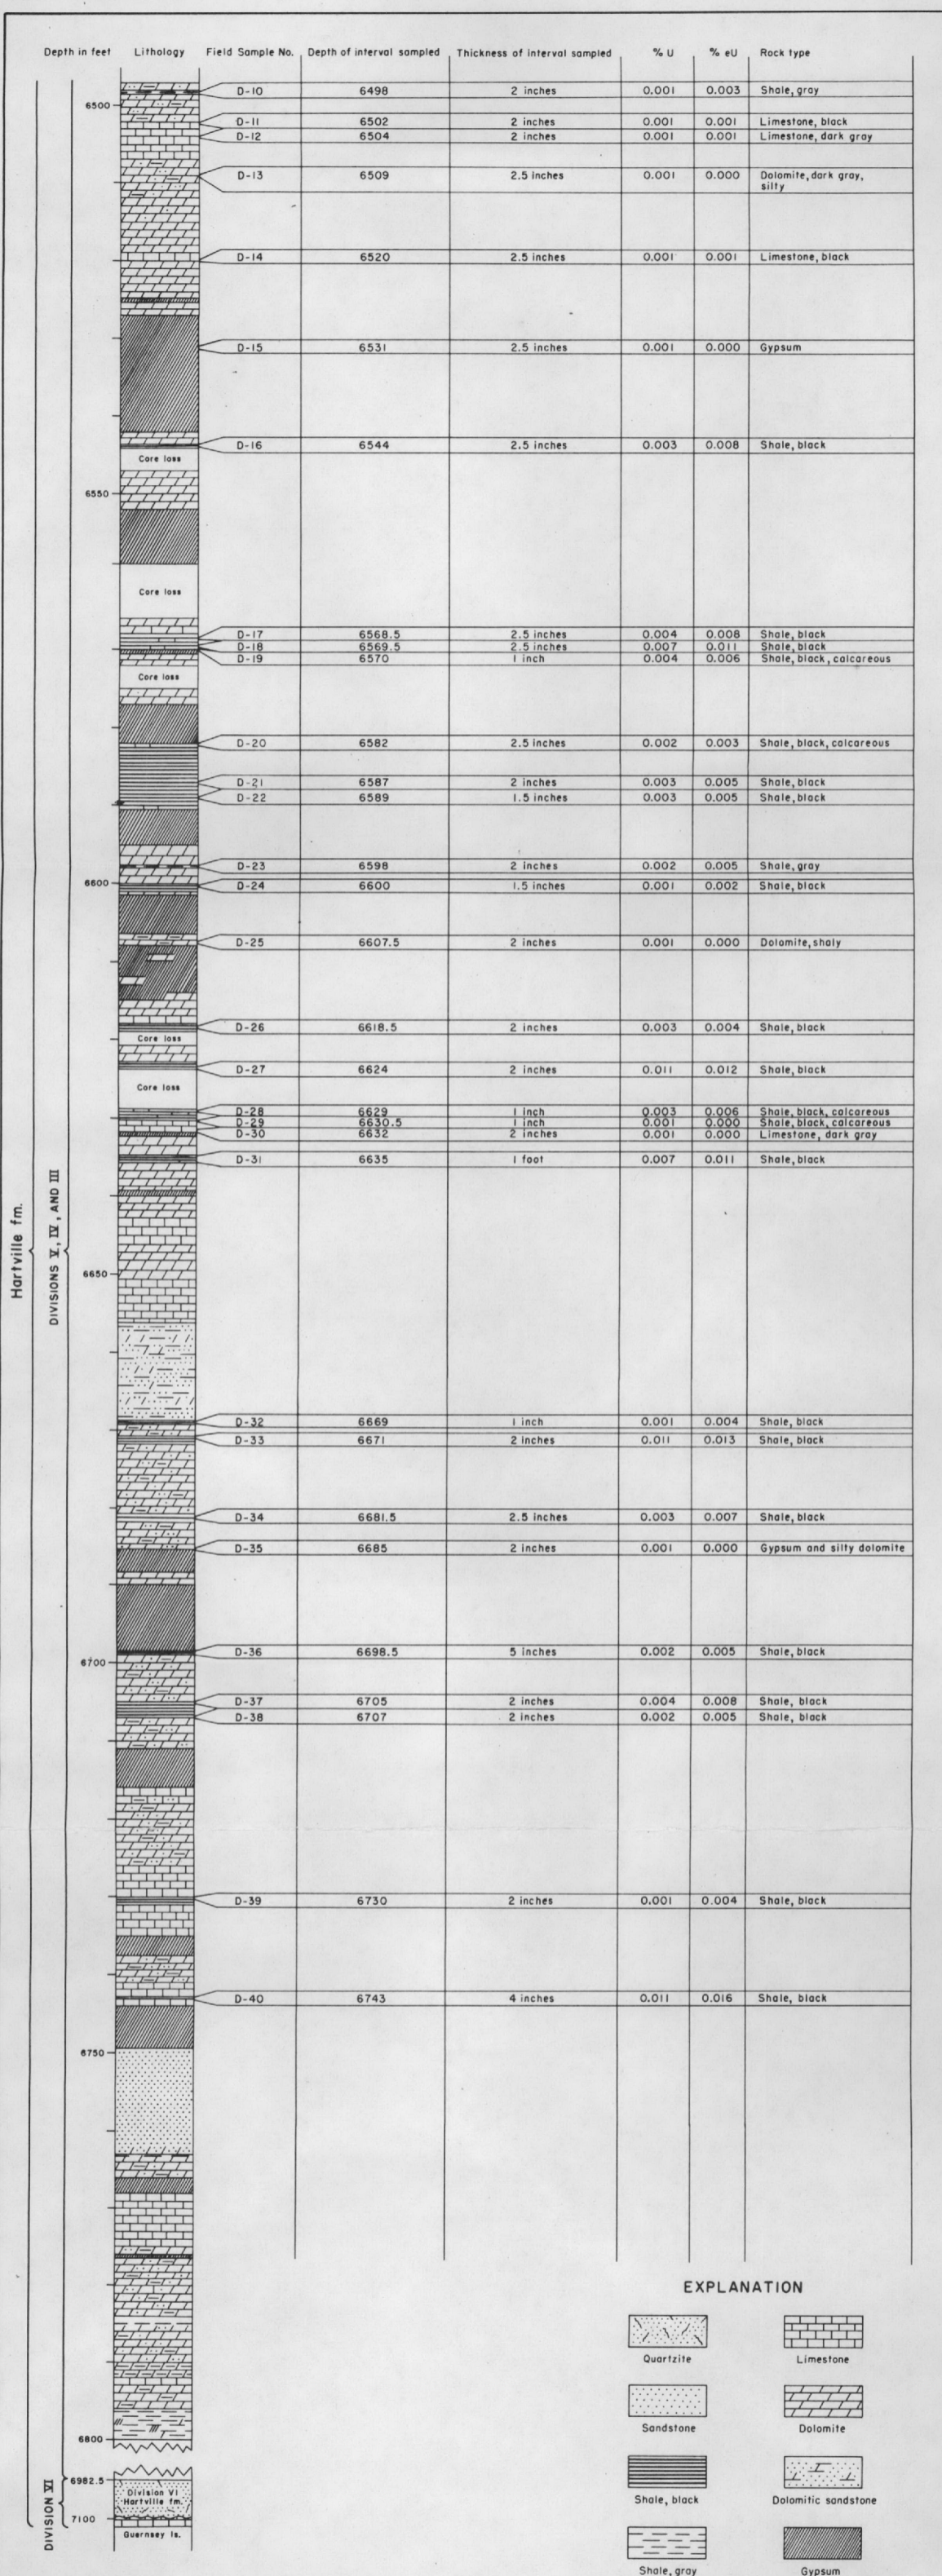 Depth in feet Lithology Field Sample No. Depth of interval sampled Thickness of interval sampled % U % eU Rock type
D-10 6498 2 inches 0.001 0.003 Shale, gray
6500
D-11 6502 2 inches 0.001 0.001 Limestone, black
D-12 6504 2 inches 0.001 0.001 Limestone, dark gray
D-13 6509 2.5 inches 0.001 0.000 Dolomite, dark gray,
silty
D-14 6520 2.5 inches 0.001 0.001 Limestone, black
D-15 6531 2.5 inches 0.001 0.000 Gypsum
D-16 6544 2.5 inches 0.003 0.008 Shale, black
Core loss
6550
Core loss
D-17 6568.5 2.5 inches 0.004 0.008 Shale, black
D-18 6569.5 2.5 inches 0.007 0.011 Shale, black
D-19 6570 1 inch 0.004 0.006 Shale, black, calcareous
Core loss
D-20 6582 2.5 inches 0.002 0.003 Shale, black, calcareous
D-21 6587 2 inches 0.003 0.005 Shale, black
D-22 6589 1.5 inches 0.003 0.005 Shale, black
D-23 6598 2 inches 0.002 0.005 Shale, gray
6600
D-24 6600 1.5 inches 0.001 0.002 Shale, black
D-25 6607.5 2 inches 0.001 0.000 Dolomite, shaly
D-26 6618.5 2 inches 0.003 0.004 Shale, black
Core loss
D-27 6624 2 inches 0.011 0.012 Shale, black
Core loss
D-28 6629 1 inch 0.003 0.006 Shale, black, calcareous
D-29 6630.5 1 inch 0.001 0.000 Shale, black, calcareous
D-30 6632 2 inches 0.001 0.000 Limestone, dark gray
D-31 6635 1 foot 0.007 0.011 Shale, black
Hartville fm.
DIVISIONS V, IV, AND III
6650
D-32 6669 1 inch 0.001 0.004 Shale, black
D-33 6671 2 inches 0.011 0.013 Shale, black
D-34 6681.5 2.5 inches 0.003 0.007 Shale, black
D-35 6685 2 inches 0.001 0.000 Gypsum and silty dolomite
D-36 6698.5 5 inches 0.002 0.005 Shale, black
6700
D-37 6705 2 inches 0.004 0.008 Shale, black
D-38 6707 2 inches 0.002 0.005 Shale, black
D-39 6730 2 inches 0.001 0.004 Shale, black
D-40 6743 4 inches 0.011 0.016 Shale, black
6750
6800
DIVISION VI
6982.5
Division VI
Hartville fm.
7100
Guernsey ls.
EXPLANATION
Quartzite Limestone
Sandstone Dolomite
Shale, black Dolomitic sandstone
Shale, gray Gypsum